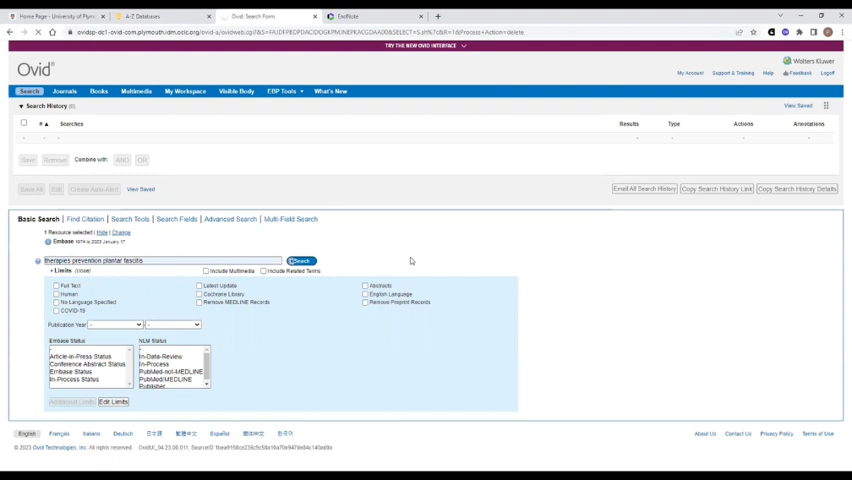 Home Page - University of Plym
A-Z Databases
Ovid: Search Form
EndNote
TRY THE NEW OVID INTERFACE
Ovid
Wolters Kluwer
My Account Support & Training Help Feedback Logoff
Search Journals Books Multimedia My Workspace Visible Body EBP Tools What's New
Search History (0) View Saved
# Searches Results Type Actions Annotations
Save Remove Combine with: AND OR
Save All Edit Create Auto-Alert View Saved
Email All Search History Copy Search History Link Copy Search History Details
Basic Search | Find Citation | Search Tools | Search Fields | Advanced Search | Multi-Field Search
1 Resource selected | Hide | Change
Embase 1974 to 2023 January 17
therapies prevention plantar fascitis Search
Limits (close) Include Multimedia Include Related Terms
Full Text Latest Update Abstracts
Human Cochrane Library English Language
No Language Specified Remove MEDLINE Records Remove Preprint Records
COVID-19
Publication Year - -
Embase Status NLM Status
- -
Article-in-Press Status In-Data-Review
Conference Abstract Status In-Process
Embase Status PubMed-not-MEDLINE
In-Process Status PubMed/MEDLINE
Publisher
Additional Limits Edit Limits
English Français Italiano Deutsch 日本語 繁體中文 Español 简体中文 한국어
About Us Contact Us Privacy Policy Terms of Use
© 2023 Ovid Technologies, Inc. All rights reserved.